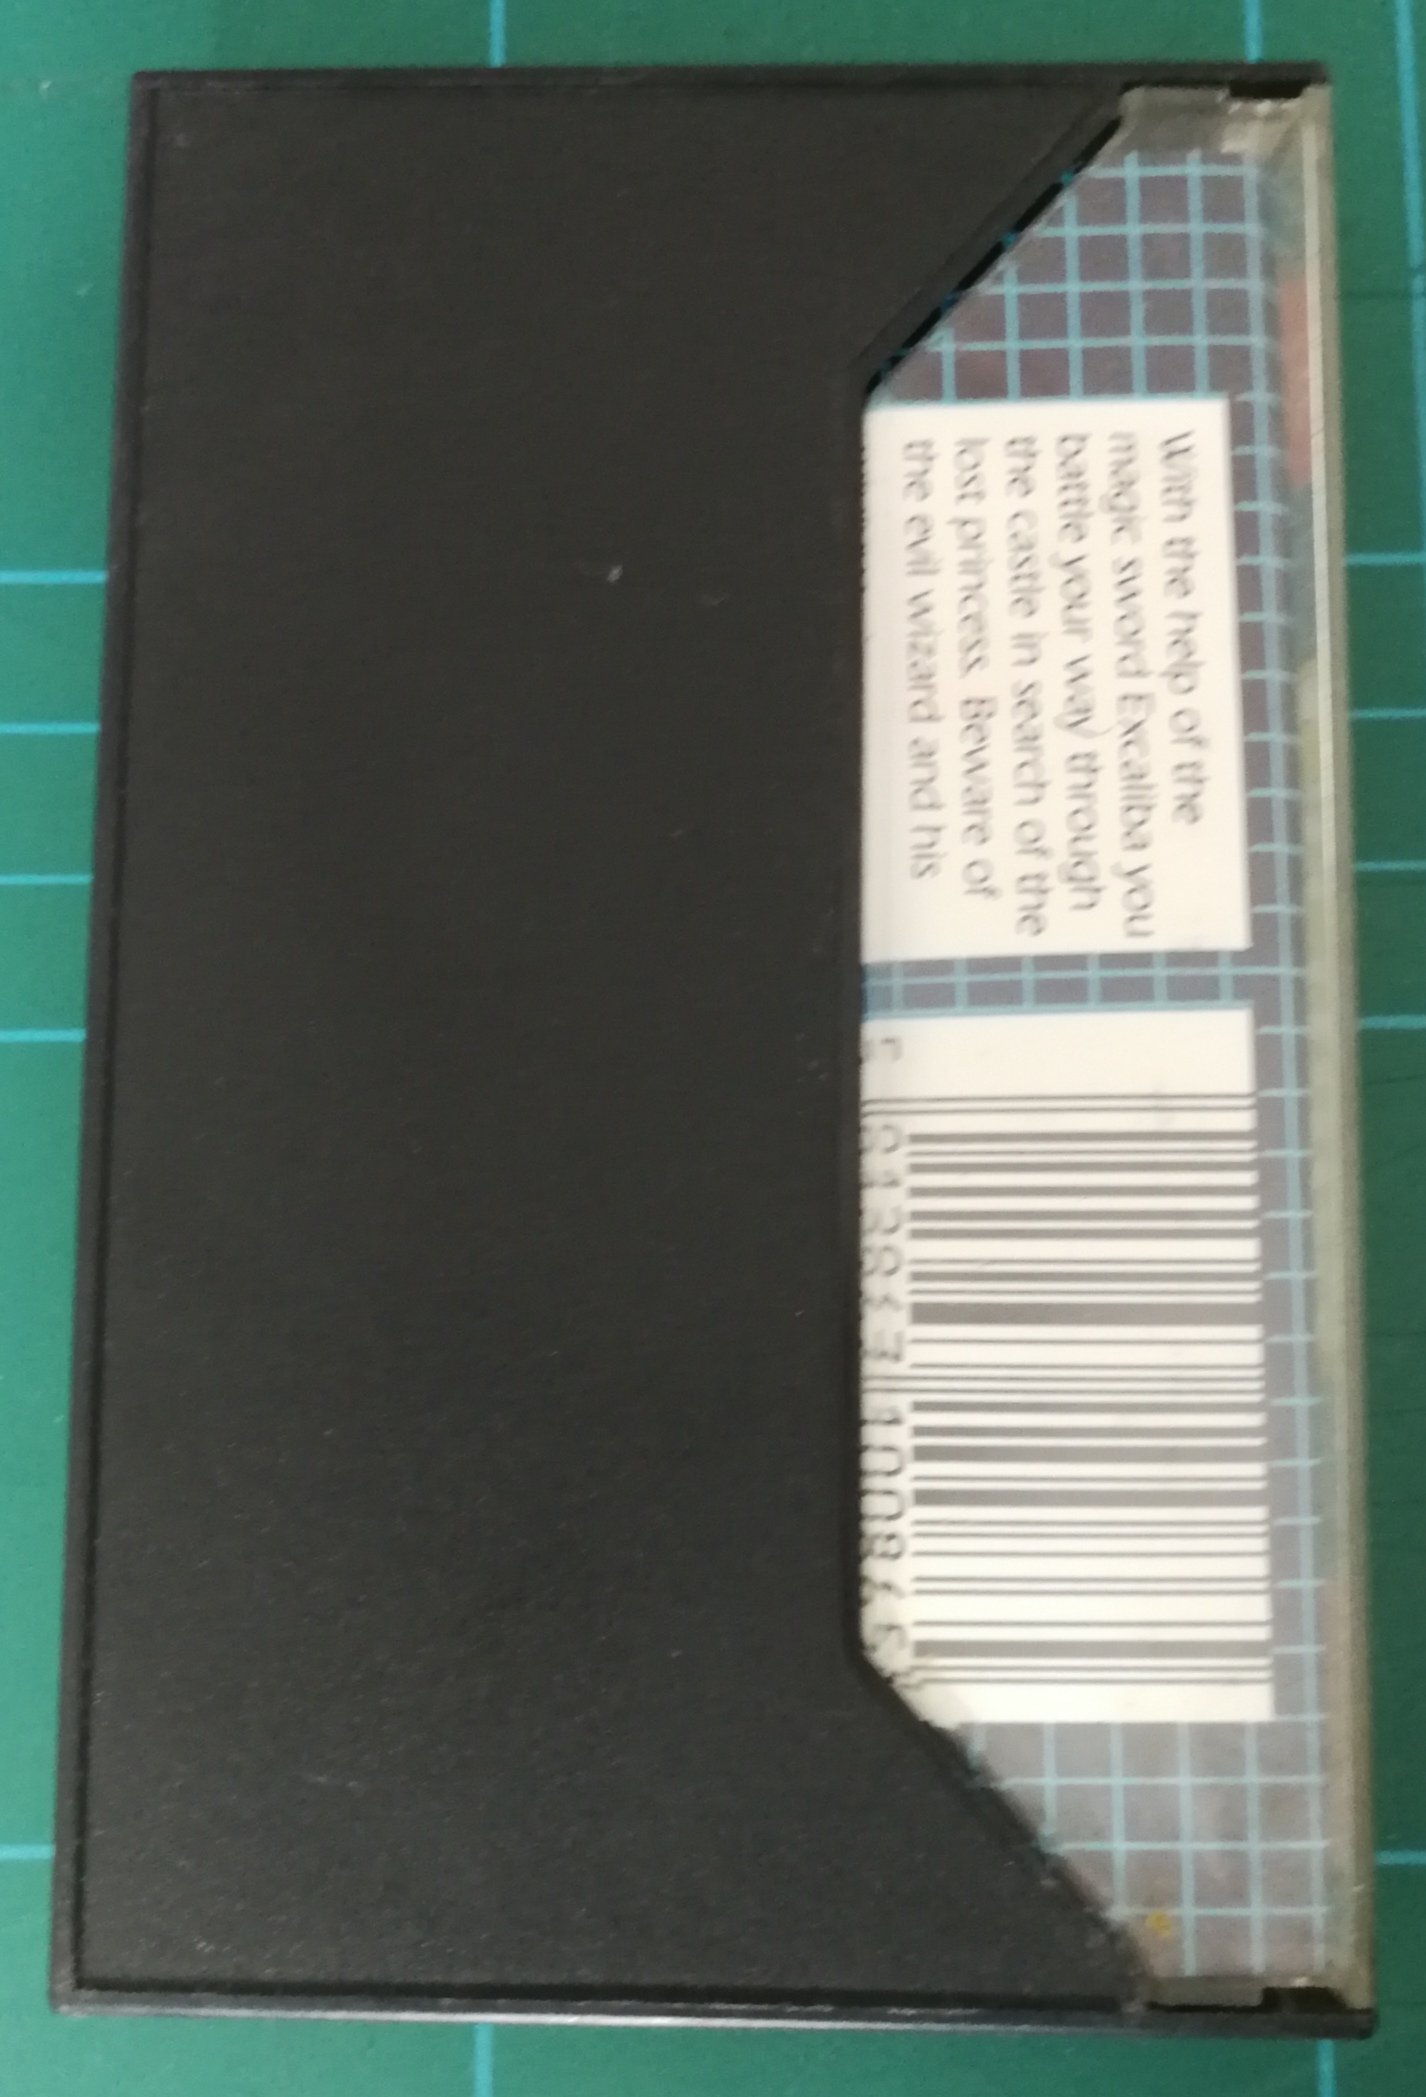 With the help of the
magic sword Excaliba you
battle your way through
the castle in search of the
lost princess. Beware of
the evil wizard and his